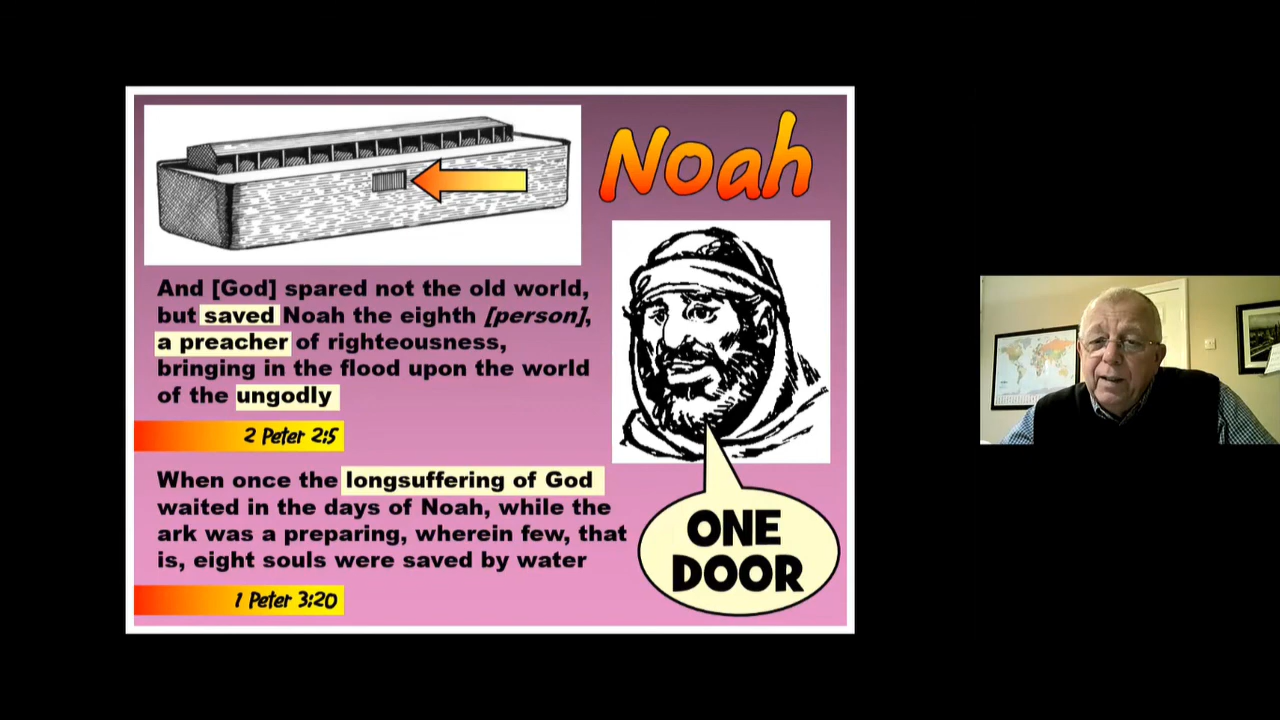 Noah
And [God] spared not the old world,
but saved Noah the eighth [person],
a preacher of righteousness,
bringing in the flood upon the world
of the ungodly
2 Peter 2:5
When once the longsuffering of God
waited in the days of Noah, while the
ark was a preparing, wherein few, that
is, eight souls were saved by water
1 Peter 3:20
ONE
DOOR